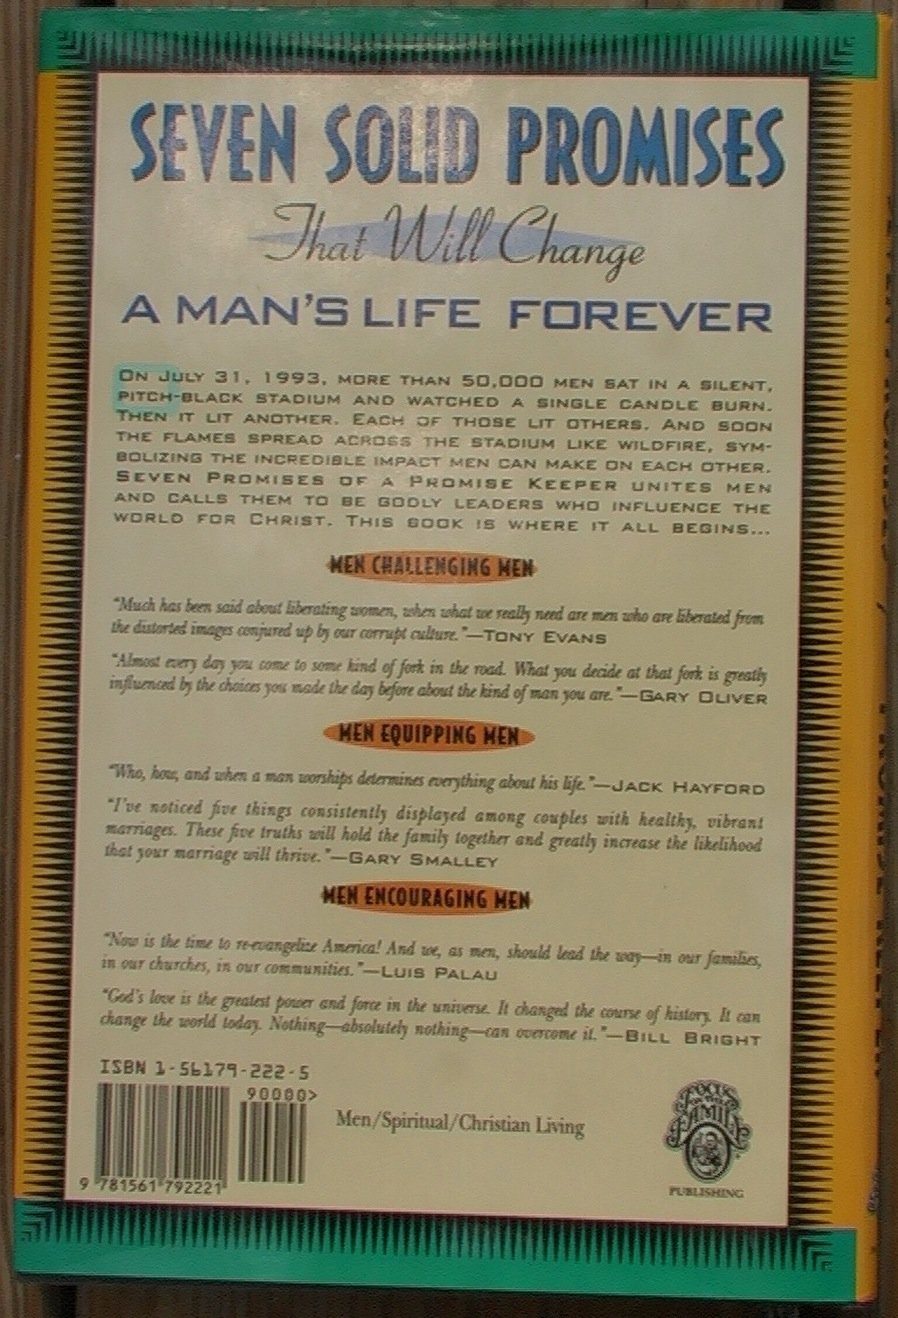 SEVEN SOLID PROMISES
That Will Change
A MAN'S LIFE FOREVER
ON JULY 31, 1993, MORE THAN 50,000 MEN SAT IN A SILENT,
PITCH-BLACK STADIUM AND WATCHED A SINGLE CANDLE BURN.
THEN IT LIT ANOTHER. EACH OF THOSE LIT OTHERS. AND SOON
THE FLAMES SPREAD ACROSS THE STADIUM LIKE WILDFIRE, SYM-
BOLIZING THE INCREDIBLE IMPACT MEN CAN MAKE ON EACH OTHER.
SEVEN PROMISES OF A PROMISE KEEPER UNITES MEN
AND CALLS THEM TO BE GODLY LEADERS WHO INFLUENCE THE
WORLD FOR CHRIST. THIS BOOK IS WHERE IT ALL BEGINS...
MEN CHALLENGING MEN
"Much has been said about liberating women, when what we really need are men who are liberated from
the distorted images conjured up by our corrupt culture."—TONY EVANS
"Almost every day you come to some kind of fork in the road. What you decide at that fork is greatly
influenced by the choices you made the day before about the kind of man you are."—GARY OLIVER
MEN EQUIPPING MEN
"Who, how, and when a man worships determines everything about his life."—JACK HAYFORD
"I've noticed five things consistently displayed among couples with healthy, vibrant
marriages. These five truths will hold the family together and greatly increase the likelihood
that your marriage will thrive."—GARY SMALLEY
MEN ENCOURAGING MEN
"Now is the time to re-evangelize America! And we, as men, should lead the way—in our families,
in our churches, in our communities."—LUIS PALAU
"God's love is the greatest power and force in the universe. It changed the course of history. It can
change the world today. Nothing—absolutely nothing—can overcome it."—BILL BRIGHT
ISBN 1-56179-222-5
90000>
9 781561 792221
Men/Spiritual/Christian Living
FOCUS
ON THE
FAMILY
PUBLISHING